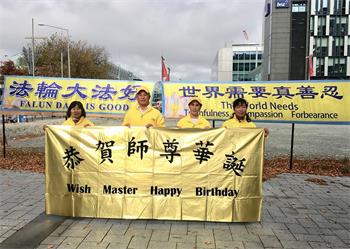 法輪大法好
FALUN DAFA IS GOOD
世界需要真善忍
The World Needs
Compassion Forbearance
恭賀師尊華誕
Wish Master Happy Birthday